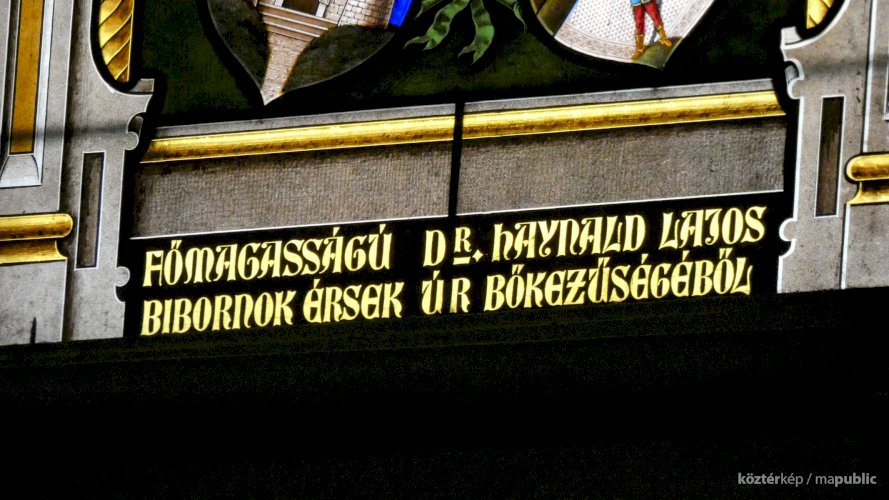 FŐMAGASSÁGÚ DR. HAYNALD LAJOS
BIBORNOK ÉRSEK ÚR BŐKEZŰSÉGÉBŐL
köztérkép / mapublic